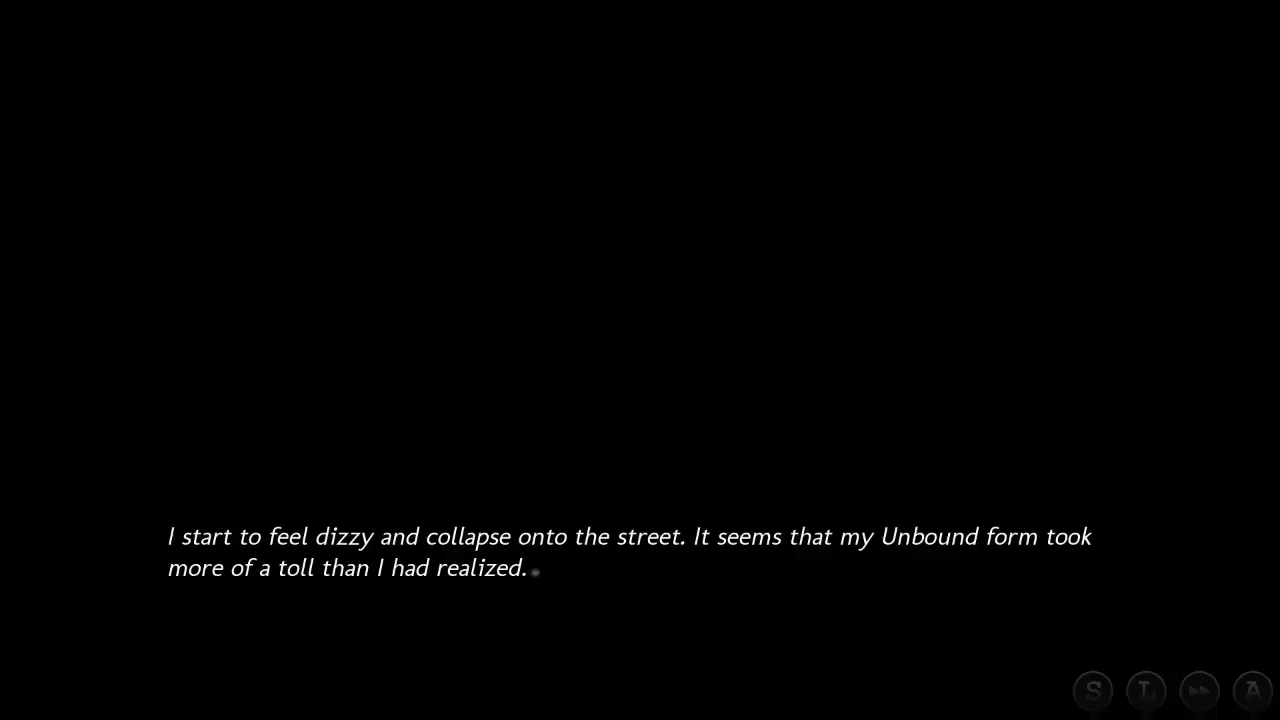 I start to feel dizzy and collapse onto the street. It seems that my Unbound form took
more of a toll than I had realized.
S L A